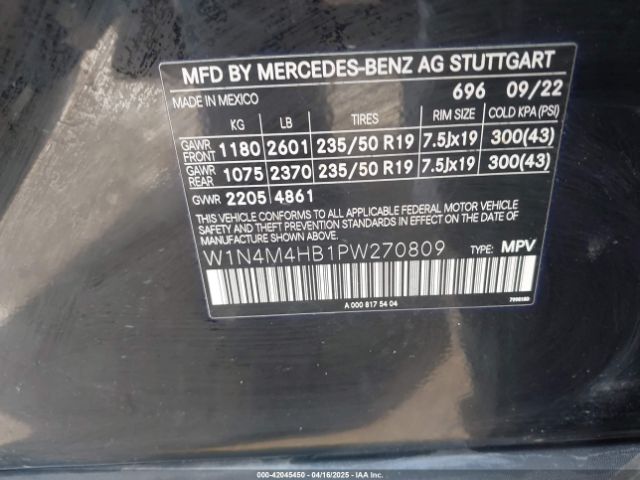 MFD BY MERCEDES-BENZ AG STUTTGART
MADE IN MEXICO 696 09/22
KG LB TIRES RIM SIZE COLD KPA (PSI)
GAWR FRONT 1180 2601 235/50 R19 7.5Jx19 300(43)
GAWR REAR 1075 2370 235/50 R19 7.5Jx19 300(43)
GVWR 2205 4861
THIS VEHICLE CONFORMS TO ALL APPLICABLE FEDERAL MOTOR VEHICLE
SAFETY AND THEFT PREVENTION STANDARDS IN EFFECT ON THE DATE OF
MANUFACTURE SHOWN ABOVE.
W1N4M4HB1PW270809 TYPE: MPV
A 000 817 54 04
000-42045450 - 04/16/2025 - IAAI.COM